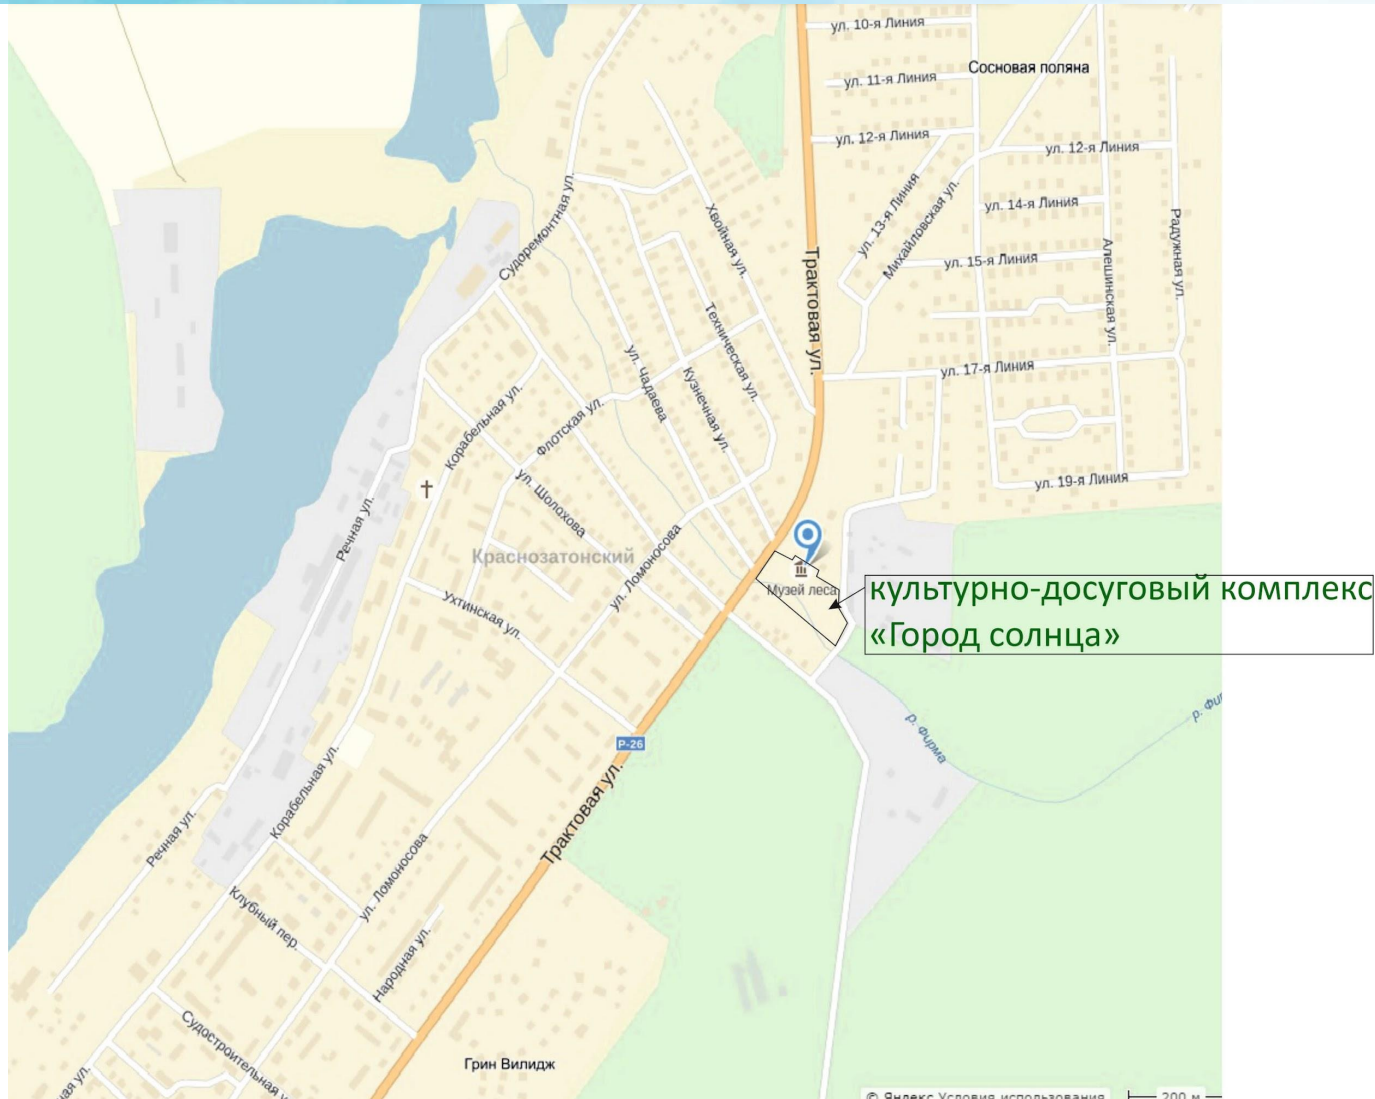 ул. 10-я Линия
Сосновая поляна
ул. 11-я Линия
ул. 12-я Линия
ул. 12-я Линия
ул. 13-я Линия
Михайловская ул.
ул. 14-я Линия
Судоремонтная ул.
Хвойная ул.
Трактовая ул.
ул. 15-я Линия
Алешинская ул.
Радужная ул.
Техническая ул.
ул. Чадаева
Кузнечная ул.
ул. 17-я Линия
Корабельная ул.
Флотская ул.
ул. 19-я Линия
ул. Шолохова
Речная ул.
Краснозатонский
ул. Ломоносова
Музей леса
культурно-досуговый комплекс
«Город солнца»
Ухтинская ул.
р. Фирма
р. Фир
Р-26
Корабельная ул.
Трактовая ул.
Речная ул.
ул. Ломоносова
Клубный пер.
Народная ул.
Судостроительная
Грин Вилидж
ная ул.
© Яндекс Условия использования
200 м